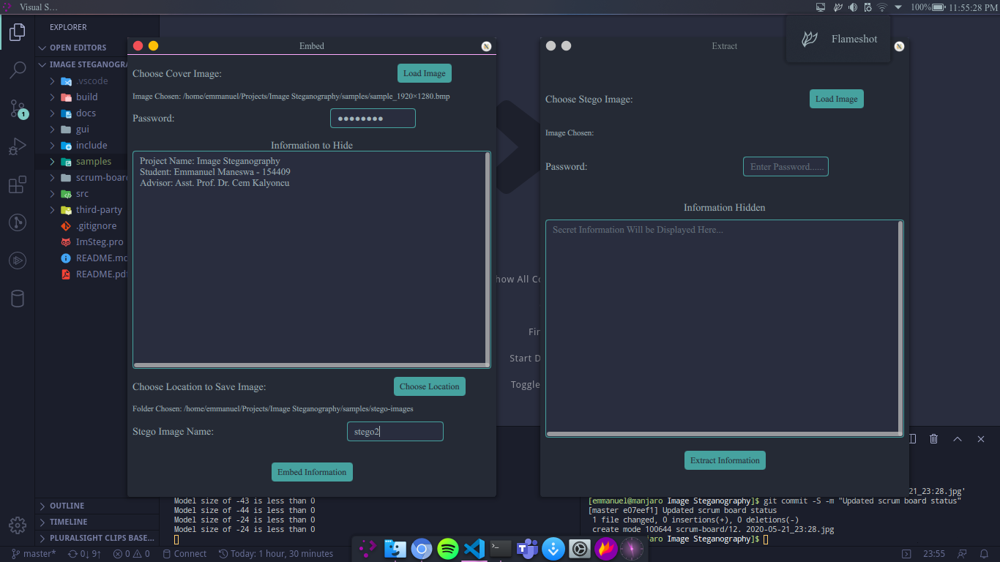 Visual S...
100%
11:55:28 PM
Flameshot
EXPLORER
OPEN EDITORS
IMAGE STEGANOGRA
.vscode
build
docs
gui
include
samples
scrum-board
src
third-party
.gitignore
ImSteg.pro
README.md
README.pdf
OUTLINE
TIMELINE
PLURALSIGHT CLIPS BASE...
1
Embed
Choose Cover Image:
Load Image
Image Chosen: /home/emmanuel/Projects/Image Steganography/samples/sample_1920×1280.bmp
Password:
●●●●●●●●
Information to Hide
Project Name: Image Steganography
Student: Emmanuel Maneswa - 154409
Advisor: Asst. Prof. Dr. Cem Kalyoncu
Choose Location to Save Image:
Choose Location
Folder Chosen: /home/emmanuel/Projects/Image Steganography/samples/stego-images
Stego Image Name:
stego2
Embed Information
how All Co
Fin
Start D
Toggle
Extract
Choose Stego Image:
Load Image
Image Chosen:
Password:
Enter Password......
Information Hidden
Secret Information Will be Displayed Here...
Extract Information
Model size of -43 is less than 0
Model size of -44 is less than 0
Model size of -24 is less than 0
Model size of -24 is less than 0
21_23:28.jpg'
[emmanuel@manjaro Image Steganography]$ git commit -S -m "Updated scrum board status"
[master e07eef1] Updated scrum board status
1 file changed, 0 insertions(+), 0 deletions(-)
create mode 100644 scrum-board/12. 2020-05-21_23:28.jpg
njaro Image Steganography]$
master*
0↓ 9↑
0
0
Connect
Today: 1 hour, 30 minutes
23:55